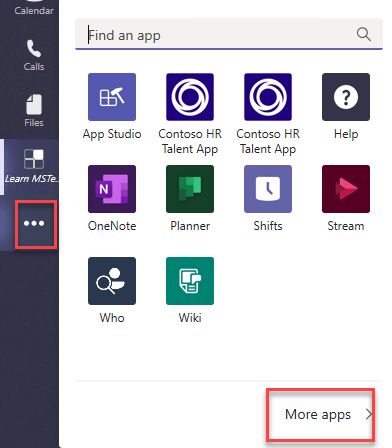 Calendar
Calls
Files
Learn MSTe...
Find an app
App Studio
Contoso HR
Talent App
Contoso HR
Talent App
Help
OneNote
Planner
Shifts
Stream
Who
Wiki
More apps